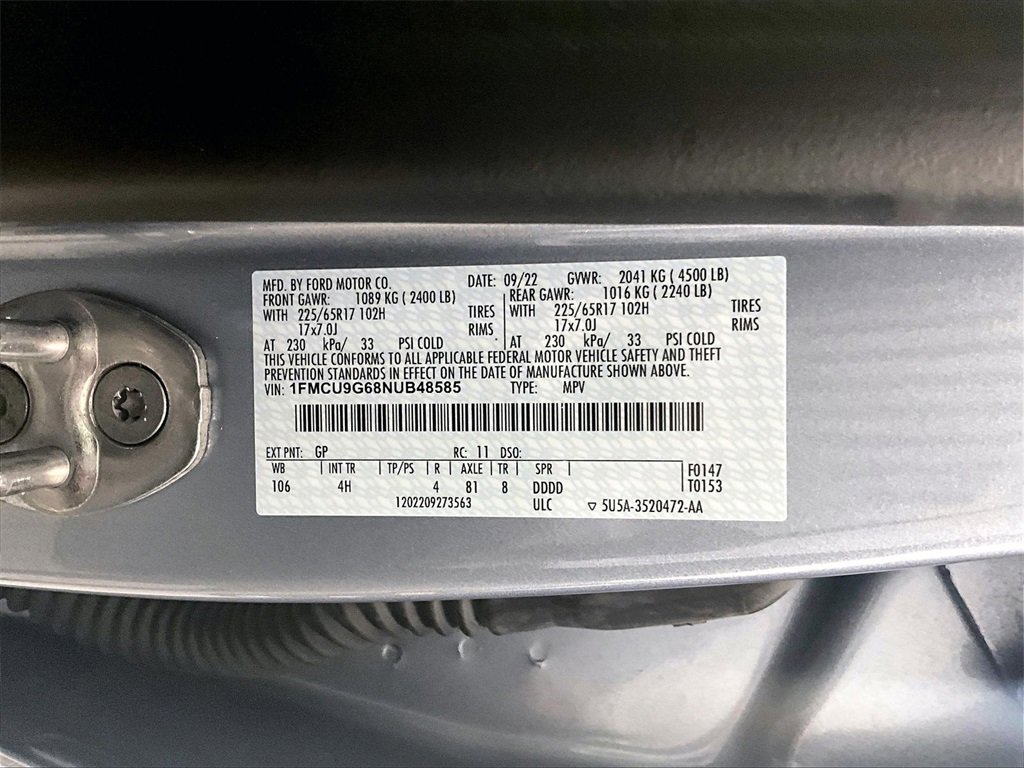 MFD. BY FORD MOTOR CO. DATE: 09/22 GVWR: 2041 KG ( 4500 LB)
FRONT GAWR: 1089 KG ( 2400 LB) REAR GAWR: 1016 KG ( 2240 LB)
WITH 225/65R17 102H TIRES WITH 225/65R17 102H TIRES
17x7.0J RIMS 17x7.0J RIMS
AT 230 kPa/ 33 PSI COLD AT 230 kPa/ 33 PSI COLD
THIS VEHICLE CONFORMS TO ALL APPLICABLE FEDERAL MOTOR VEHICLE SAFETY AND THEFT
PREVENTION STANDARDS IN EFFECT ON THE DATE OF MANUFACTURE SHOWN ABOVE.
VIN: 1FMCU9G68NUB48585 TYPE: MPV
EXT PNT: GP RC: 11 DSO:
WB INT TR TP/PS R AXLE TR SPR F0147
106 4H 4 81 8 DDDD T0153
1202209273563 ULC ▽ 5U5A-3520472-AA